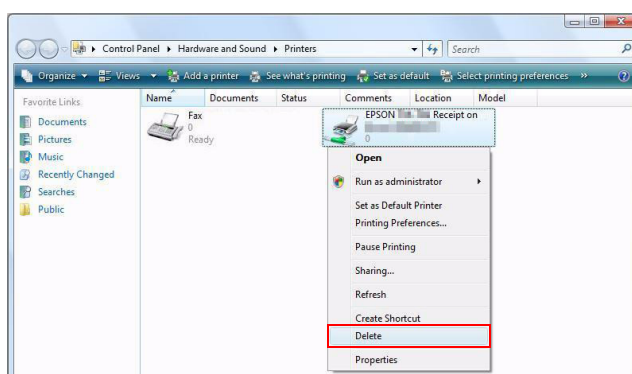 Control Panel ▸ Hardware and Sound ▸ Printers
Search
Organize Views Add a printer See what's printing Set as default Select printing preferences »
Favorite Links
Name Documents Status Comments Location Model
Documents
Pictures
Music
Recently Changed
Searches
Public
Fax
0
Ready
EPSON Receipt on
0
Open
Run as administrator
Set as Default Printer
Printing Preferences...
Pause Printing
Sharing...
Refresh
Create Shortcut
Delete
Properties